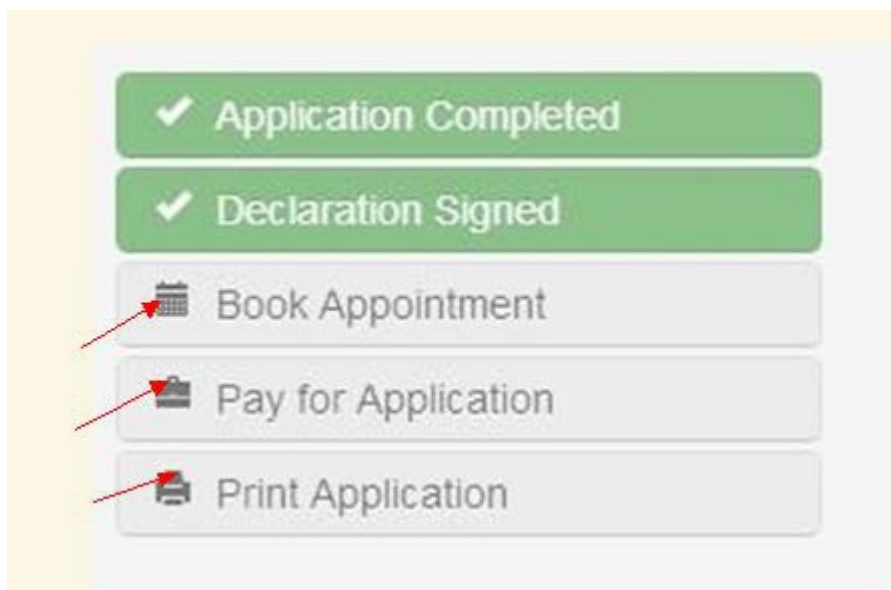 Application Completed
Declaration Signed
Book Appointment
Pay for Application
Print Application